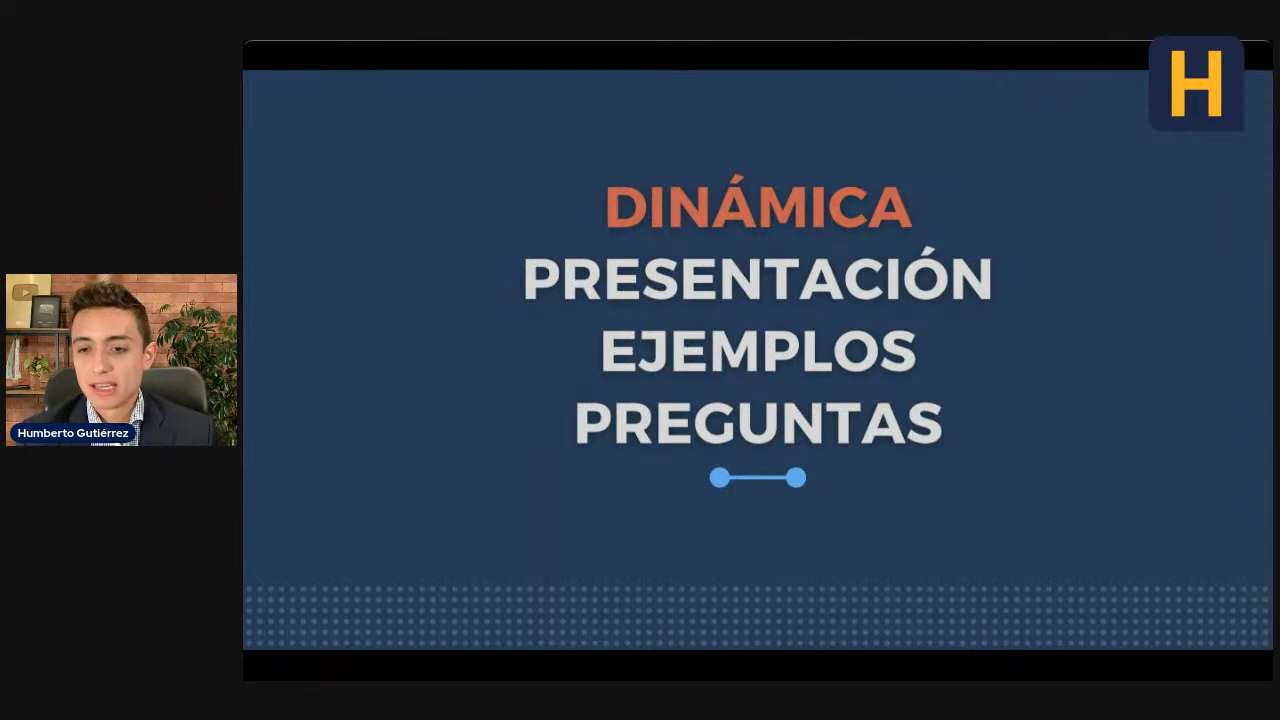 H
DINÁMICA
PRESENTACIÓN
EJEMPLOS
PREGUNTAS
Humberto Gutiérrez